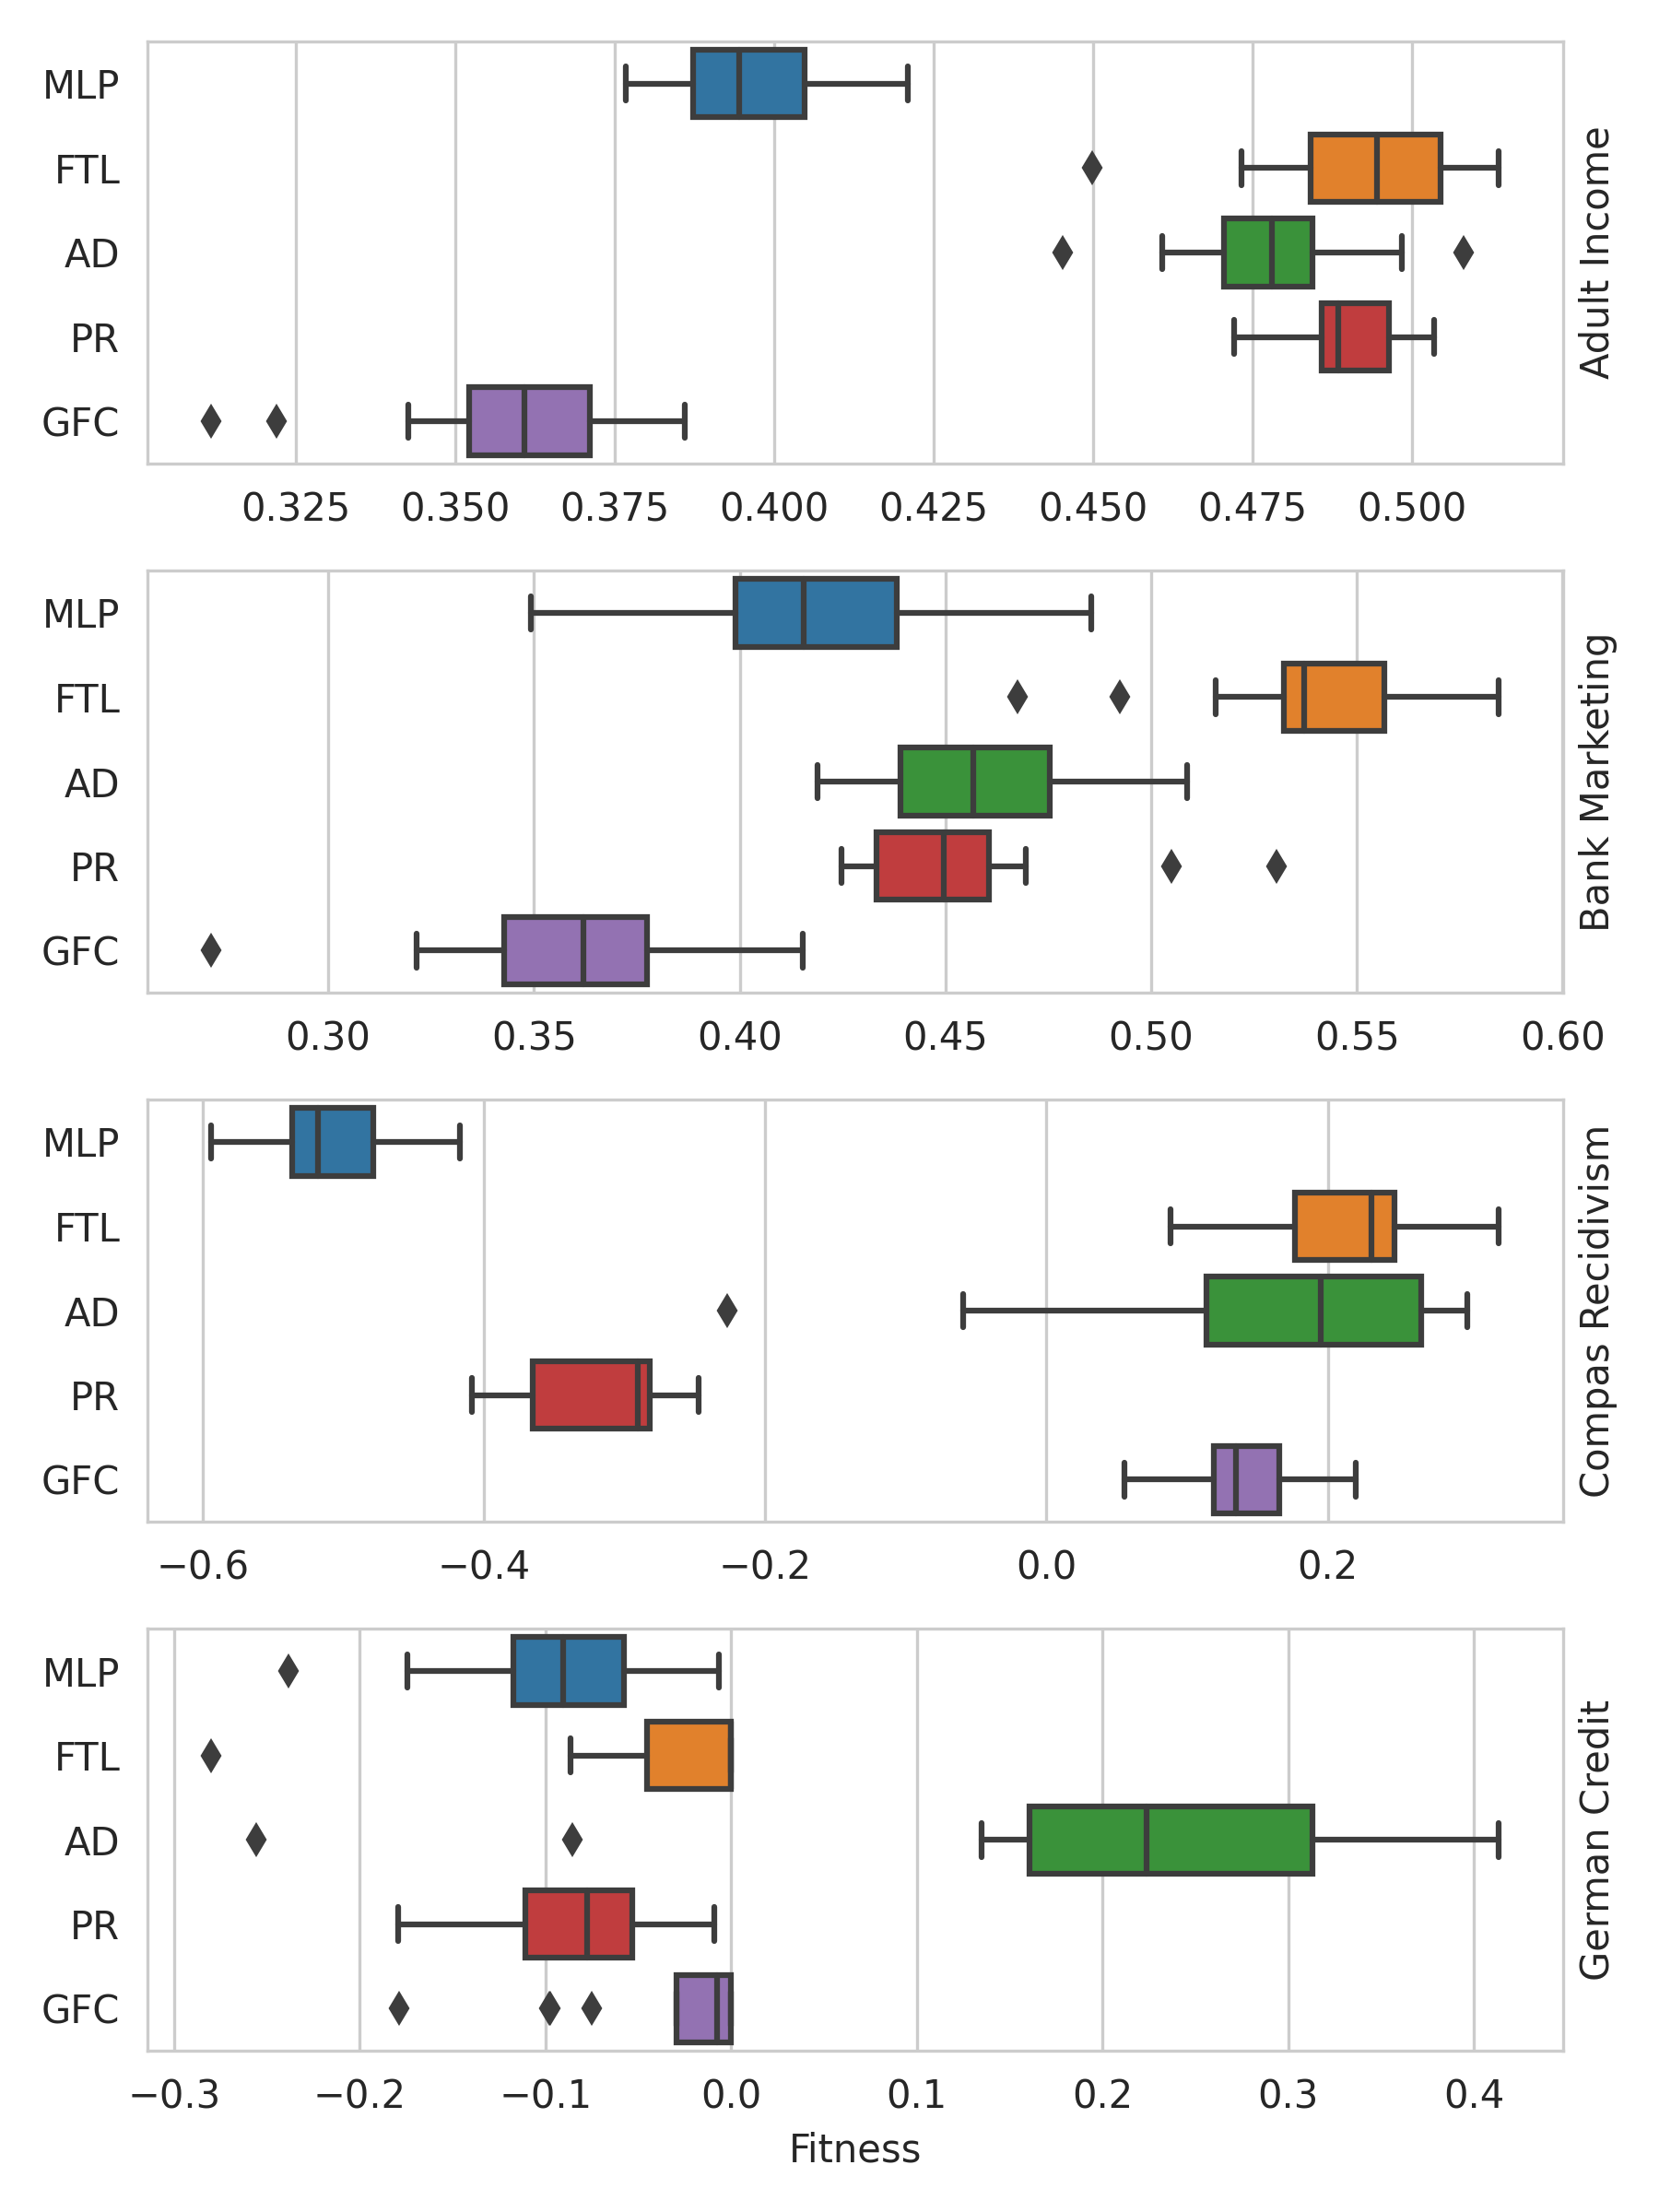 MLP
FTL
AD
PR
GFC
0.325 0.350 0.375 0.400 0.425 0.450 0.475 0.500
Adult Income
MLP
FTL
AD
PR
GFC
0.30 0.35 0.40 0.45 0.50 0.55 0.60
Bank Marketing
MLP
FTL
AD
PR
GFC
−0.6 −0.4 −0.2 0.0 0.2
Compas Recidivism
MLP
FTL
AD
PR
GFC
−0.3 −0.2 −0.1 0.0 0.1 0.2 0.3 0.4
German Credit
Fitness